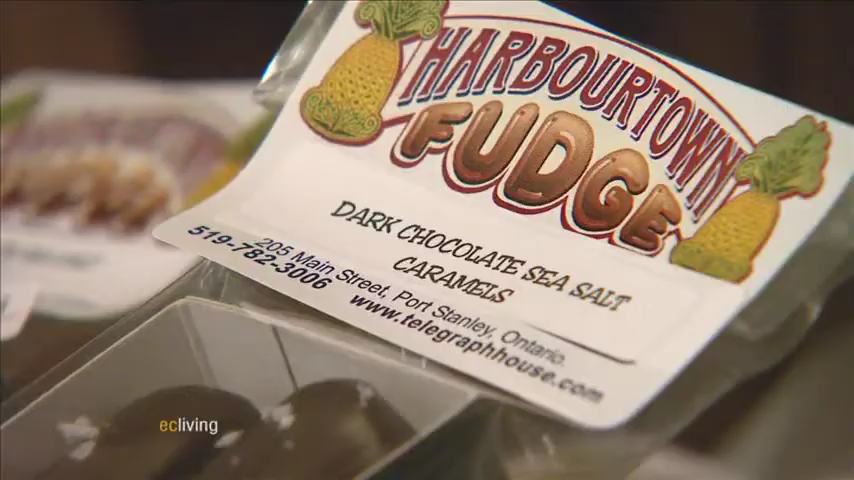 HARBOURTOWN
FUDGE
DARK CHOCOLATE SEA SALT
CARAMELS
205 Main Street, Port Stanley, Ontario.
519-782-3006 www.telegraphhouse.com
ecliving